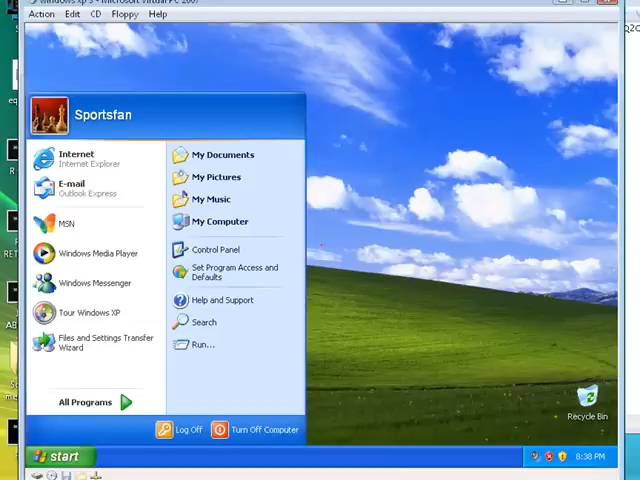 Windows XP 3 - Microsoft Virtual PC 2007
Action Edit CD Floppy Help
Sportsfan
Internet
Internet Explorer
E-mail
Outlook Express
MSN
Windows Media Player
Windows Messenger
Tour Windows XP
Files and Settings Transfer
Wizard
All Programs
My Documents
My Pictures
My Music
My Computer
Control Panel
Set Program Access and
Defaults
Help and Support
Search
Run...
Log Off
Turn Off Computer
Recycle Bin
start
8:38 PM